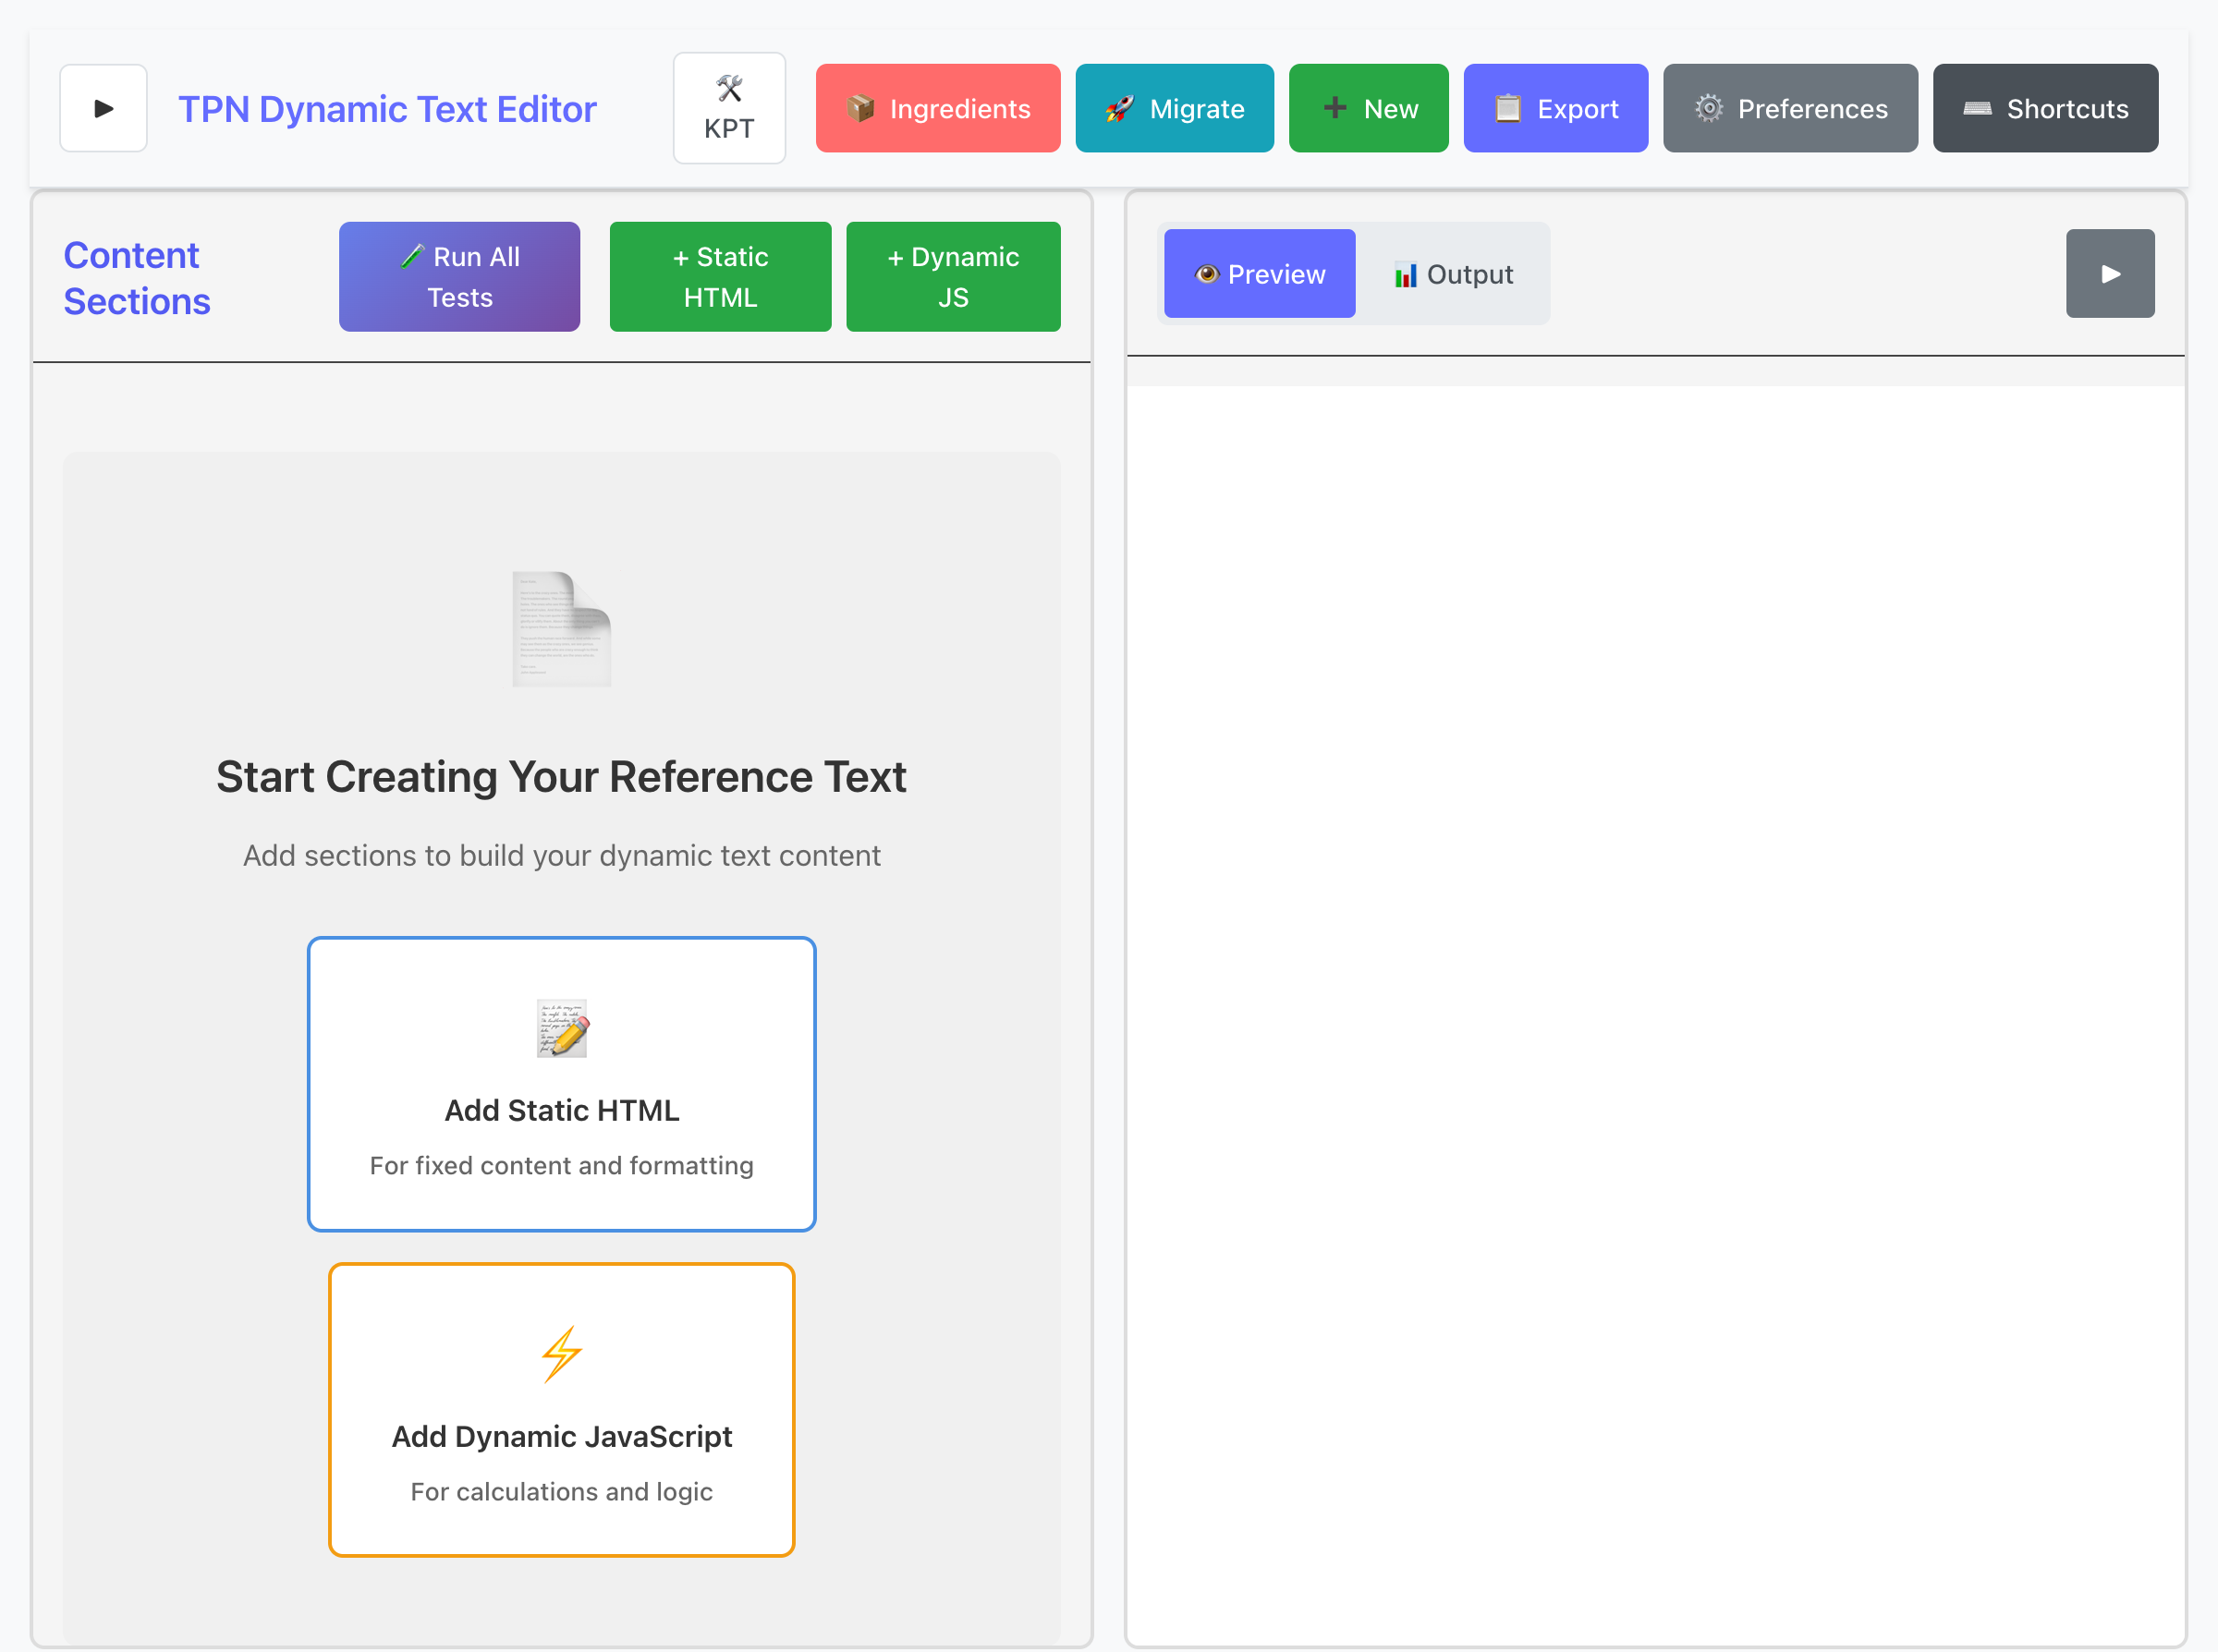 TPN Dynamic Text Editor
KPT
Ingredients
Migrate
New
Export
Preferences
Shortcuts
Content
Sections
Run All
Tests
+ Static
HTML
+ Dynamic
JS
Preview
Output
Start Creating Your Reference Text
Add sections to build your dynamic text content
Add Static HTML
For fixed content and formatting
Add Dynamic JavaScript
For calculations and logic